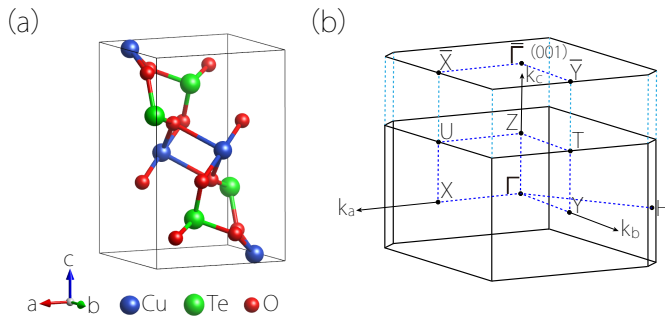 (a)
(b)
c
a
b
Cu
Te
O
X̅
Γ̅
(001)
Y̅
k_c
U
Z
T
X
Γ
Y
H
k_a
k_b